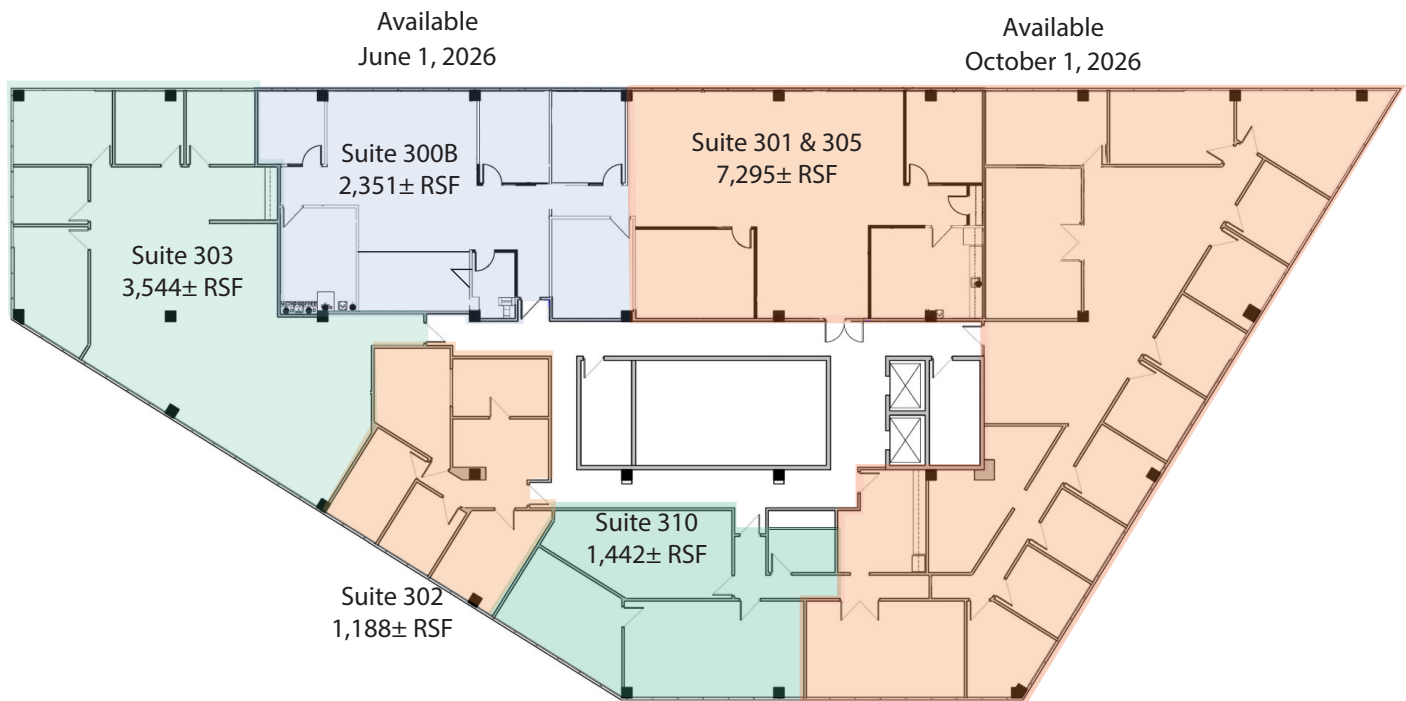 Available
June 1, 2026
Available
October 1, 2026
Suite 300B
2,351± RSF
Suite 301 & 305
7,295± RSF
Suite 303
3,544± RSF
Suite 310
1,442± RSF
Suite 302
1,188± RSF